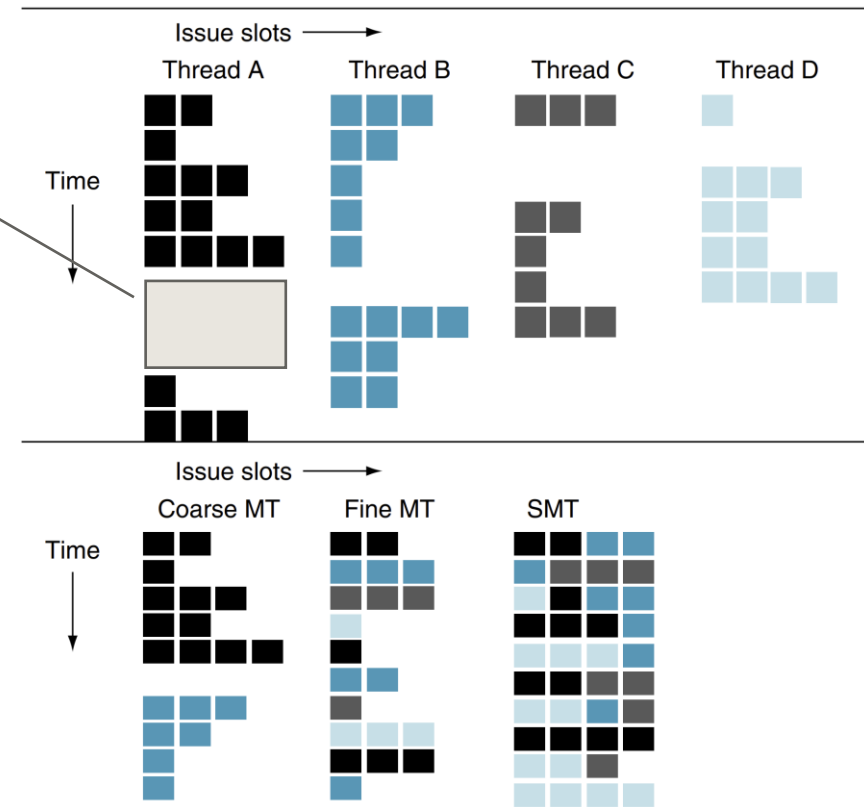 Issue slots
Thread A Thread B Thread C Thread D
Time
Issue slots
Coarse MT Fine MT SMT
Time